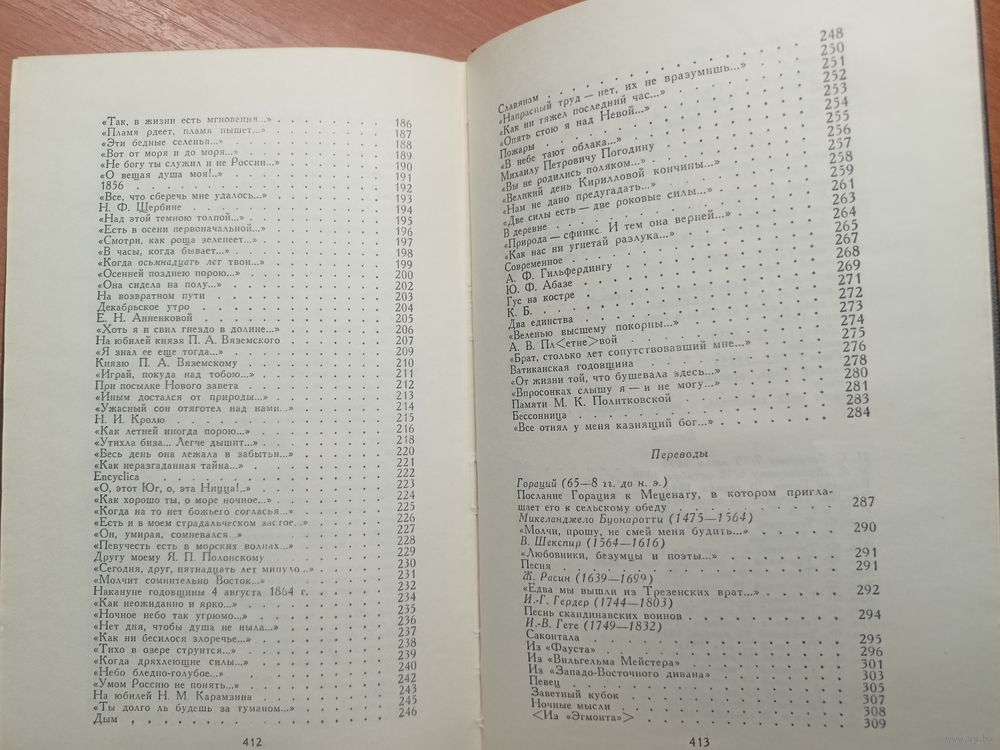 «Так, в жизни есть мгновения...» 186
«Пламя рдеет, пламя пышет...» 187
«Эти бедные селенья...» 188
«Вот от моря и до моря...» 189
«Не богу ты служил и не России...» 190
«О вещая душа моя!..» 191
1856 192
«Все, что сберечь мне удалось...» 193
Н. Ф. Щербине 194
«Над этой темною толпой...» 195
«Есть в осени первоначальной...» 196
«Смотри, как роща зеленеет...» 197
«В часы, когда бывает...» 198
«Когда осьмнадцать лет твои...» 199
«Осенней позднею порою...» 200
«Она сидела на полу...» 202
На возвратном пути 203
Декабрьское утро 204
Е. Н. Анненковой 205
«Хоть я и свил гнездо в долине...» 206
На юбилей князя П. А. Вяземского 207
«Я знал ее еще тогда...» 209
Князю П. А. Вяземскому 210
«Играй, покуда над тобою...» 211
При посылке Нового завета 212
«Иным достался от природы...» 213
«Ужасный сон отяготел над нами...» 214
Н. И. Кролю 215
«Как летней иногда порою...» 216
«Утихла биза... Легче дышит...» 218
«Весь день она лежала в забытьи...» 220
«Как неразгаданная тайна...» 221
Encyclica 222
«О, этот Юг, о, эта Ницца!..» 223
«Как хорошо ты, о море ночное...» 224
«Когда на то нет божьего согласья...» 225
«Есть и в моем страдальческом застое...» 226
«Он, умирая, сомневался...» 227
«Певучесть есть в морских волнах...» 228
Другу моему Я. П. Полонскому 229
«Сегодня, друг, пятнадцать лет минуло...» 230
«Молчит сомнительно Восток...» 231
Накануне годовщины 4 августа 1864 г. 232
«Как неожиданно и ярко...» 234
«Ночное небо так угрюмо...» 235
«Нет дня, чтобы душа не ныла...» 236
«Как ни бесилося злоречье...» 237
«Тихо в озере струится...» 238
«Когда дряхлеющие силы...» 239
«Небо бледно-голубое...» 240
«Умом Россию не понять...» 242
На юбилей Н. М. Карамзина 243
«Ты долго ль будешь за туманом...» 245
Дым 246
412
Славянам 248
«Напрасный труд — нет, их не вразумишь...» 250
«Как ни тяжел последний час...» 251
«Опять стою я над Невой...» 252
Пожары 253
«В небе тают облака...» 254
Михаилу Петровичу Погодину 255
«Вы не родились поляком...» 256
«Великий день Кирилловой кончины...» 257
«Нам не дано предугадать...» 258
«Две силы есть — две роковые силы...» 259
В деревне 261
«Природа — сфинкс. И тем она верней...» 263
«Как нас ни угнетай разлука...» 264
Современное 265
А. Ф. Гильфердингу 267
Ю. Ф. Абазе 268
Гус на костре 269
К. Б. 271
Два единства 272
«Веленью высшему покорны...» 273
А. В. Пл<етне>вой 274
«Брат, столько лет сопутствовавший мне...» 275
Ватиканская годовщина 276
«От жизни той, что бушевала здесь...» 278
«Впросонках слышу я — и не могу...» 280
Памяти М. К. Политковской 281
Бессонница 283
«Все отнял у меня казнящий бог...» 284
Переводы
Гораций (65—8 гг. до н. э.)
Послание Горация к Меценату, в котором пригла-
шает его к сельскому обеду 287
Микеланджело Буонаротти (1475—1564)
«Молчи, прошу, не смей меня будить...» 290
В. Шекспир (1564—1616)
«Любовники, безумцы и поэты...» 291
Песня 291
Ж. Расин (1639—1699)
«Едва мы вышли из Трезенских врат...» 292
И.-Г. Гердер (1744—1803)
Песнь скандинавских воинов 294
И.-В. Гете (1749—1832)
Саконтала 295
Из «Фауста» 296
Из «Вильгельма Мейстера» 301
Из «Западо-Восточного дивана» 303
Певец 305
Заветный кубок 307
Ночные мысли 308
<Из «Эгмонта»> 309
413